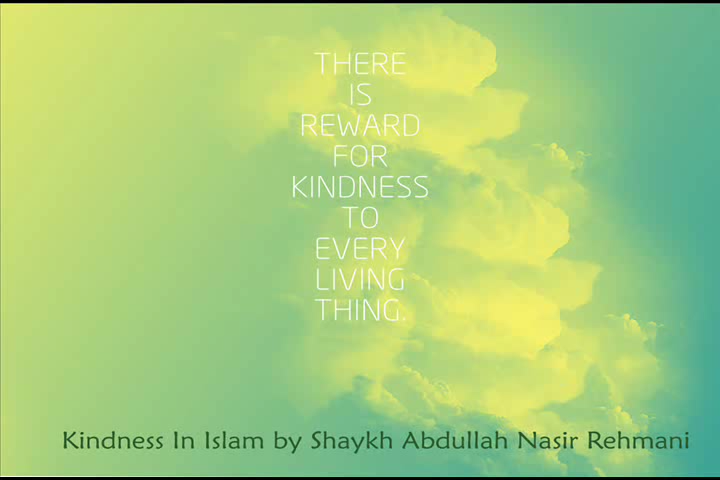 THERE
IS
REWARD
FOR
KINDNESS
TO
EVERY
LIVING
THING.
Kindness In Islam by Shaykh Abdullah Nasir Rehmani